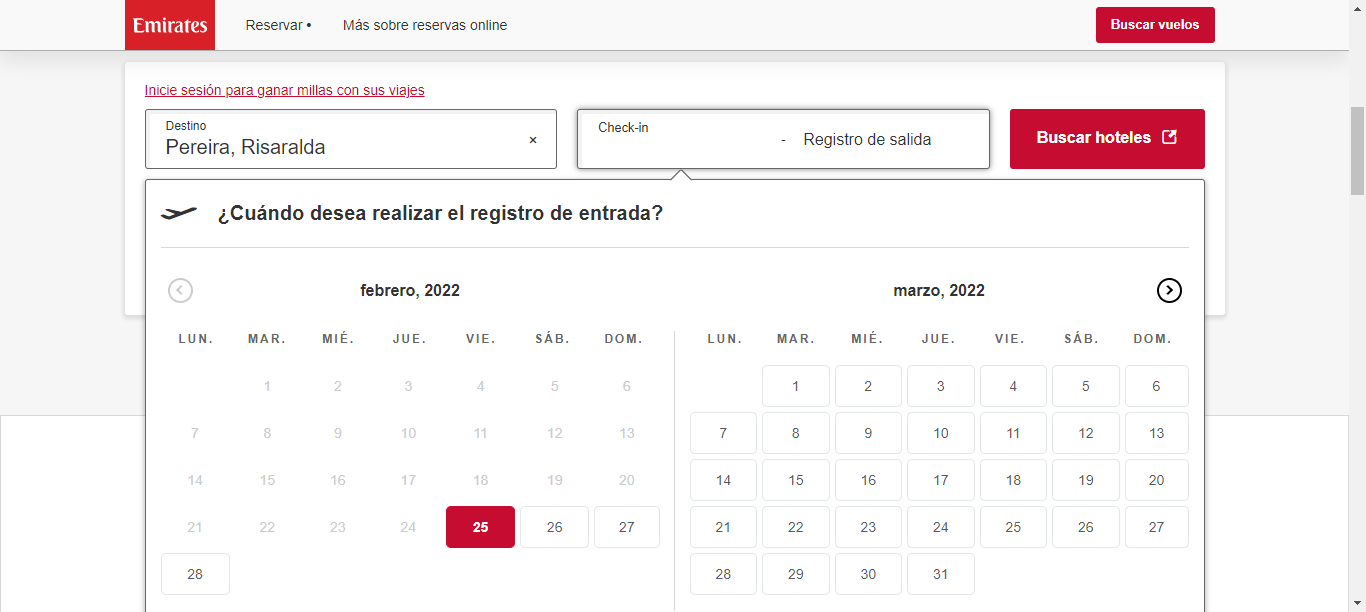 Emirates Reservar • Más sobre reservas online Buscar vuelos
Inicie sesión para ganar millas con sus viajes
Destino
Pereira, Risaralda ×
Check-in
- Registro de salida
Buscar hoteles
¿Cuándo desea realizar el registro de entrada?
febrero, 2022
LUN. MAR. MIÉ. JUE. VIE. SÁB. DOM.
1 2 3 4 5 6
7 8 9 10 11 12 13
14 15 16 17 18 19 20
21 22 23 24 25 26 27
28
marzo, 2022
LUN. MAR. MIÉ. JUE. VIE. SÁB. DOM.
1 2 3 4 5 6
7 8 9 10 11 12 13
14 15 16 17 18 19 20
21 22 23 24 25 26 27
28 29 30 31